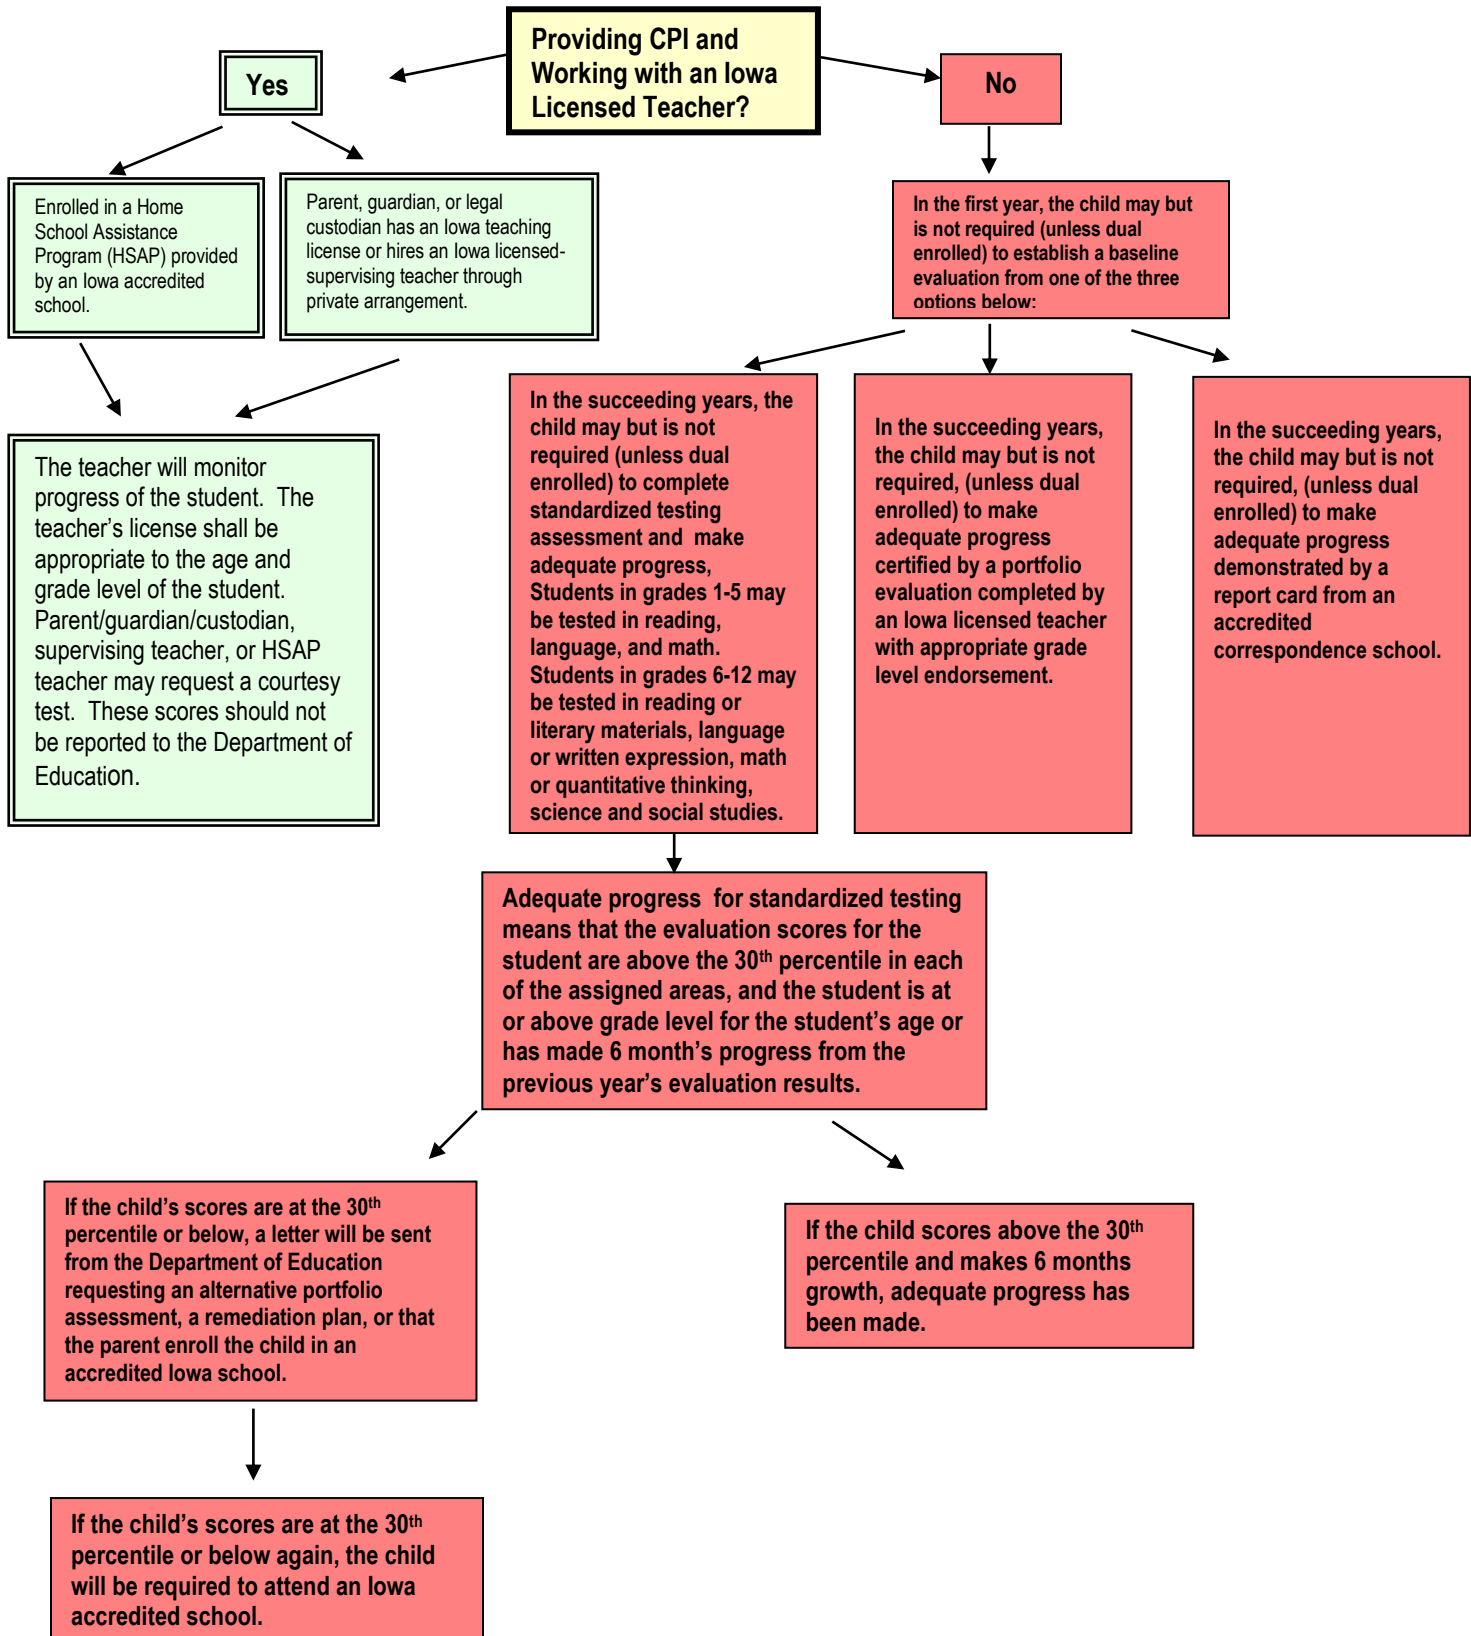 Providing CPI and
Working with an Iowa
Licensed Teacher?
Yes
No
Enrolled in a Home
School Assistance
Program (HSAP) provided
by an Iowa accredited
school.
Parent, guardian, or legal
custodian has an Iowa teaching
license or hires an Iowa licensed-
supervising teacher through
private arrangement.
In the first year, the child may but
is not required (unless dual
enrolled) to establish a baseline
evaluation from one of the three
options below:
The teacher will monitor
progress of the student.  The
teacher’s license shall be
appropriate to the age and
grade level of the student.
Parent/guardian/custodian,
supervising teacher, or HSAP
teacher may request a courtesy
test.  These scores should not
be reported to the Department of
Education.
In the succeeding years, the
child may but is not
required (unless dual
enrolled) to complete
standardized testing
assessment and  make
adequate progress,
Students in grades 1-5 may
be tested in reading,
language, and math.
Students in grades 6-12 may
be tested in reading or
literary materials, language
or written expression, math
or quantitative thinking,
science and social studies.
In the succeeding years,
the child may but is not
required, (unless dual
enrolled) to make
adequate progress
certified by a portfolio
evaluation completed by
an Iowa licensed teacher
with appropriate grade
level endorsement.
In the succeeding years,
the child may but is not
required, (unless dual
enrolled) to make
adequate progress
demonstrated by a
report card from an
accredited
correspondence school.
Adequate progress  for standardized testing
means that the evaluation scores for the
student are above the 30th percentile in each
of the assigned areas, and the student is at
or above grade level for the student’s age or
has made 6 month’s progress from the
previous year’s evaluation results.
If the child’s scores are at the 30th
percentile or below, a letter will be sent
from the Department of Education
requesting an alternative portfolio
assessment, a remediation plan, or that
the parent enroll the child in an
accredited Iowa school.
If the child scores above the 30th
percentile and makes 6 months
growth, adequate progress has
been made.
If the child’s scores are at the 30th
percentile or below again, the child
will be required to attend an Iowa
accredited school.